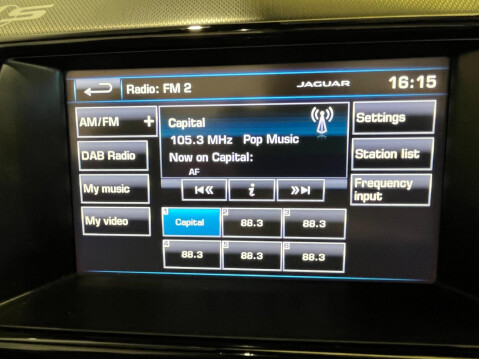 Radio: FM 2
JAGUAR
16:15
AM/FM +
Capital
105.3 MHz Pop Music
Now on Capital:
AF
Settings
DAB Radio
Station list
My music
i
Frequency
input
My video
1 Capital
2 88.3
3 88.3
4 88.3
5 88.3
6 88.3